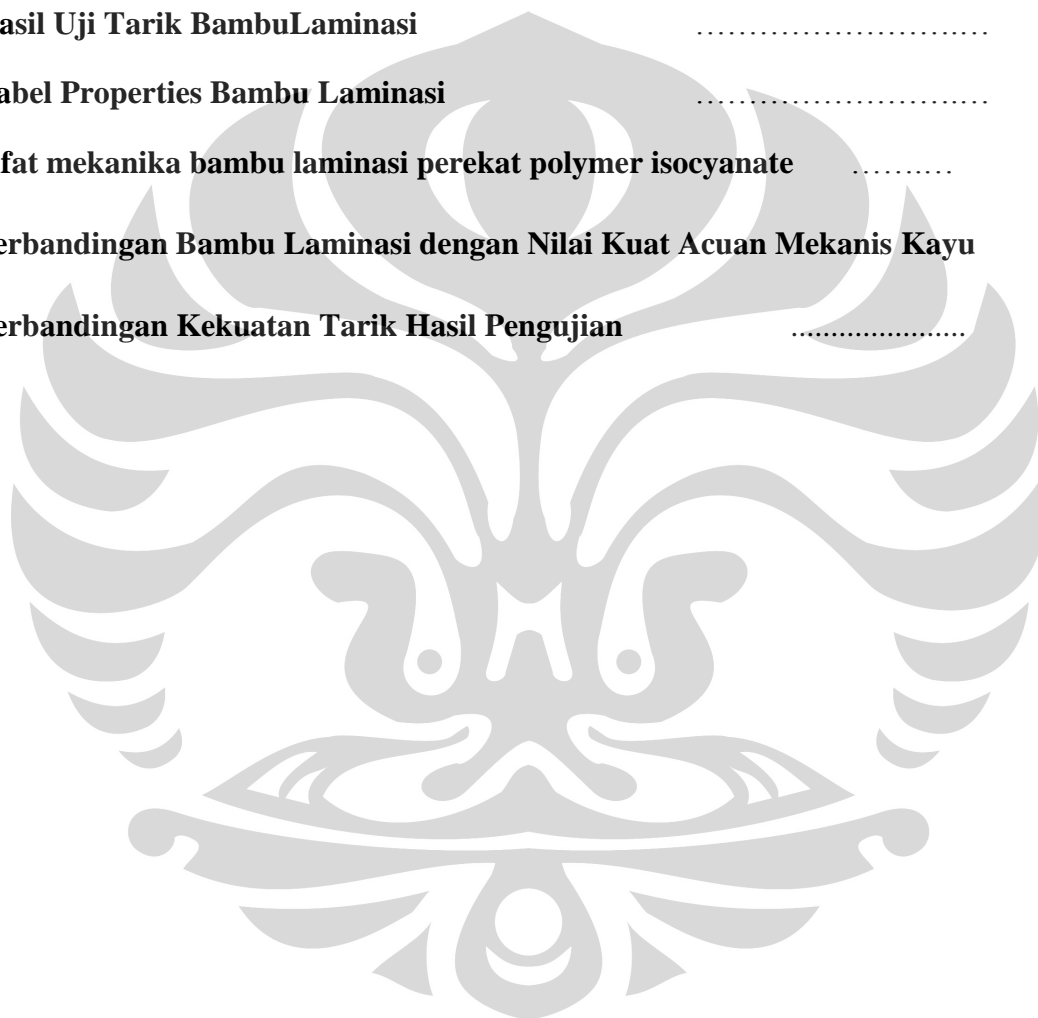 asil Uji Tarik BambuLaminasi ……………………….…
abel Properties Bambu Laminasi ……………………….…
fat mekanika bambu laminasi perekat polymer isocyanate ……..…
erbandingan Bambu Laminasi dengan Nilai Kuat Acuan Mekanis Kayu
erbandingan Kekuatan Tarik Hasil Pengujian .....................